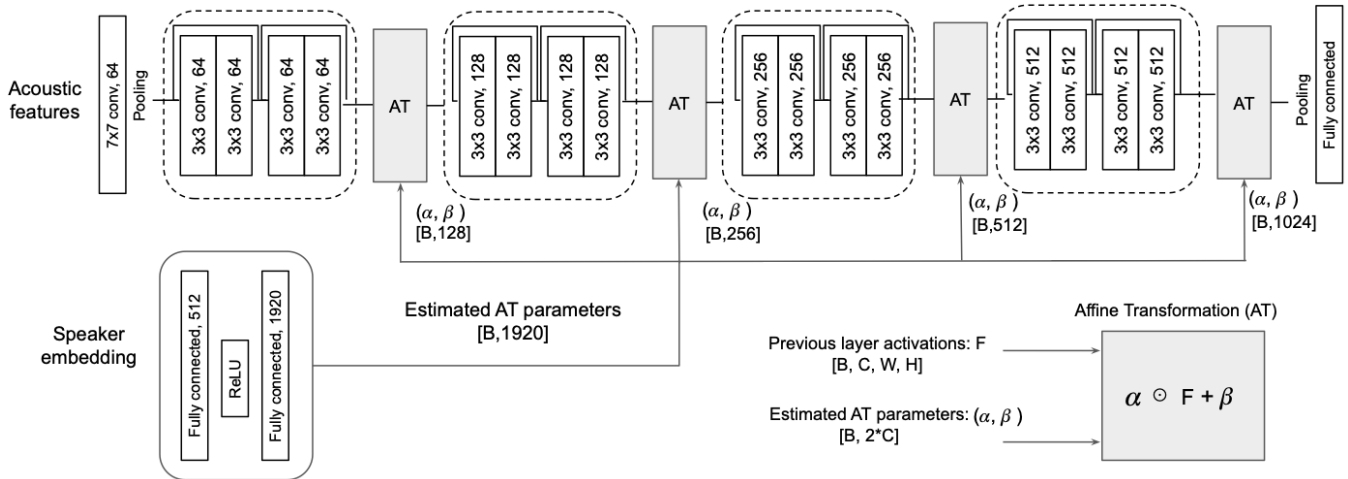 Acoustic
features
7x7 conv, 64
Pooling
3x3 conv, 64
3x3 conv, 64
3x3 conv, 64
3x3 conv, 64
AT
3x3 conv, 128
3x3 conv, 128
3x3 conv, 128
3x3 conv, 128
AT
3x3 conv, 256
3x3 conv, 256
3x3 conv, 256
3x3 conv, 256
AT
3x3 conv, 512
3x3 conv, 512
3x3 conv, 512
3x3 conv, 512
AT
Pooling
Fully connected
(α, β )
[B,128]
(α, β )
[B,256]
(α, β )
[B,512]
(α, β )
[B,1024]
Speaker
embedding
Fully connected, 512
ReLU
Fully connected, 1920
Estimated AT parameters
[B,1920]
Affine Transformation (AT)
Previous layer activations: F
[B, C, W, H]
Estimated AT parameters: (α, β )
[B, 2*C]
α ⊙ F + β